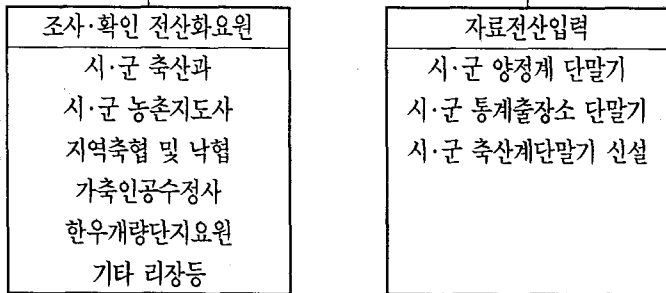 조사·확인 전산화요원
시·군 축산과
시·군 농촌지도사
지역축협 및 낙협
가축인공수정사
한우개량단지요원
기타 리장등
자료전산입력
시·군 양정계 단말기
시·군 통계출장소 단말기
시·군 축산계단말기 신설